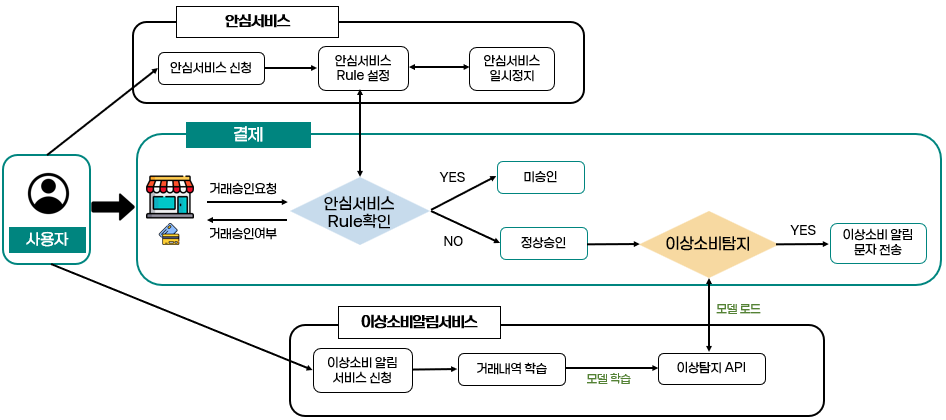 안심서비스
안심서비스 신청
안심서비스
Rule 설정
안심서비스
일시정지
결제
사용자
거래승인요청
거래승인여부
안심서비스
Rule확인
YES
미승인
NO
정상승인
이상소비탐지
YES
이상소비 알림
문자 전송
모델 로드
이상소비알림서비스
이상소비 알림
서비스 신청
거래내역 학습
모델 학습
이상탐지 API